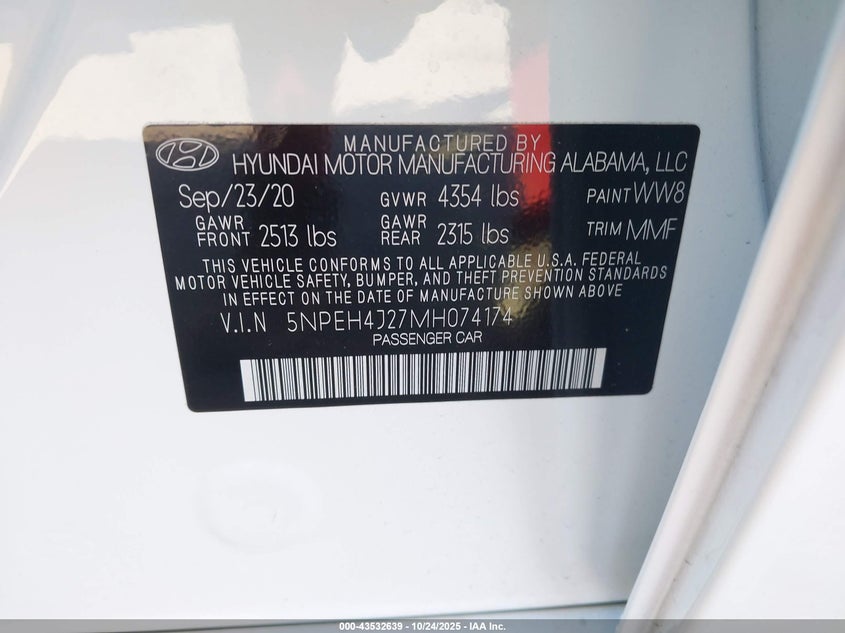 MANUFACTURED BY
HYUNDAI MOTOR MANUFACTURING ALABAMA, LLC
Sep/23/20 GVWR 4354 lbs PAINT WW8
GAWR FRONT 2513 lbs GAWR REAR 2315 lbs TRIM MMF
THIS VEHICLE CONFORMS TO ALL APPLICABLE U.S.A. FEDERAL
MOTOR VEHICLE SAFETY, BUMPER, AND THEFT PREVENTION STANDARDS
IN EFFECT ON THE DATE OF MANUFACTURE SHOWN ABOVE
V.I.N 5NPEH4J27MH074174
PASSENGER CAR
000-43532639 - 10/24/2025 - IAA Inc.